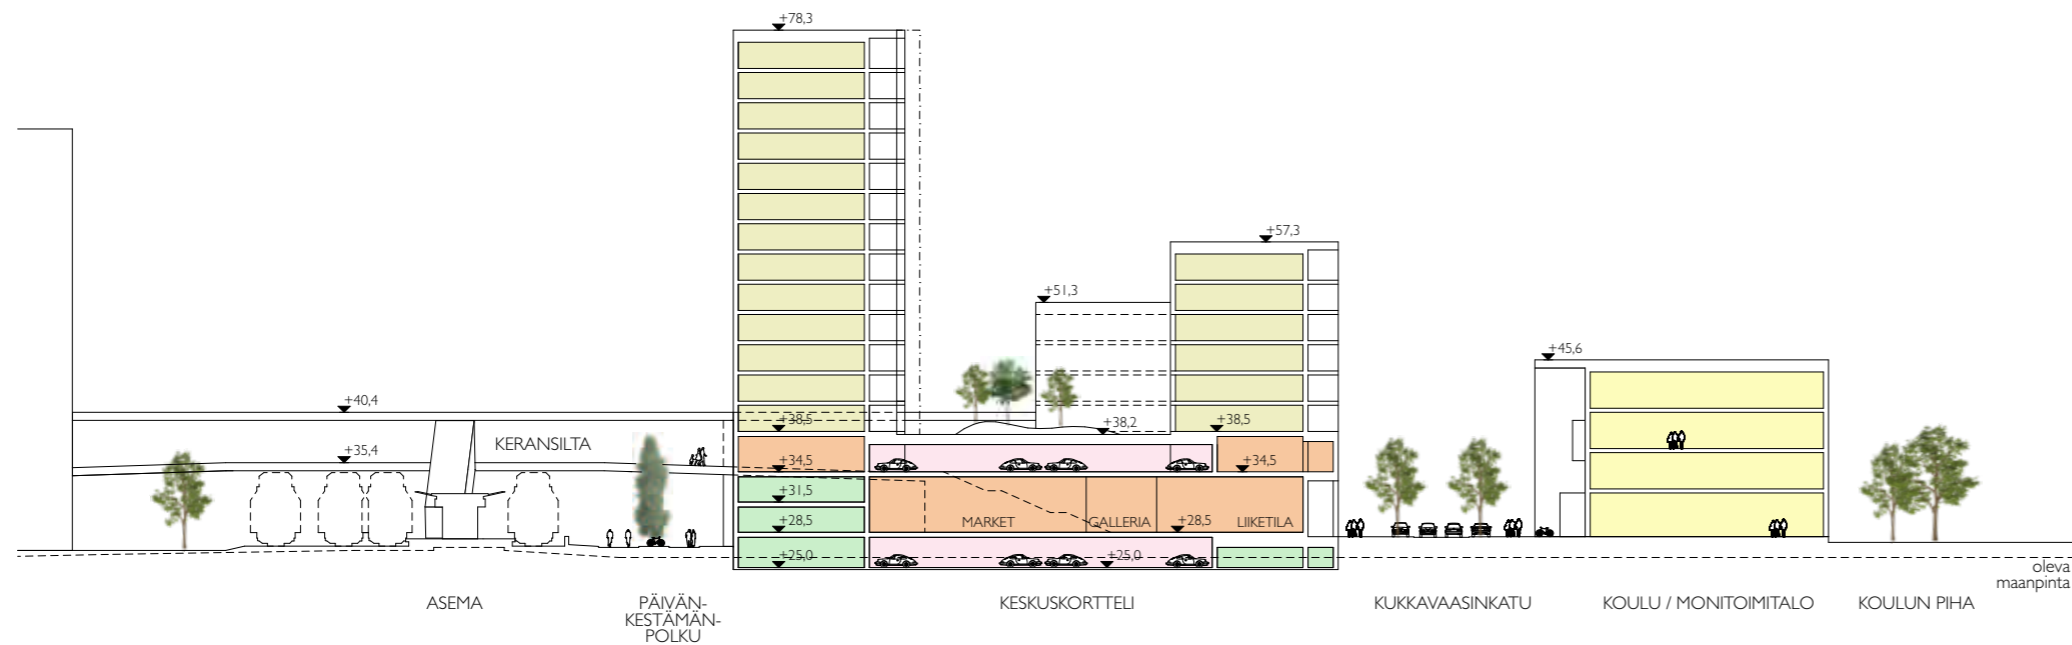 +78,3
+57,3
+51,3
+45,6
+40,4
+38,5
+38,2
+38,5
KERANSILTA
+35,4
+34,5
+34,5
+31,5
+28,5
MARKET
GALLERIA
+28,5
LIIKETILA
+25,0
+25,0
oleva
maanpinta
ASEMA
PÄIVÄN-
KESTÄMÄN-
POLKU
KESKUSKORTTELI
KUKKAVAASINKATU
KOULU / MONITOIMITALO
KOULUN PIHA